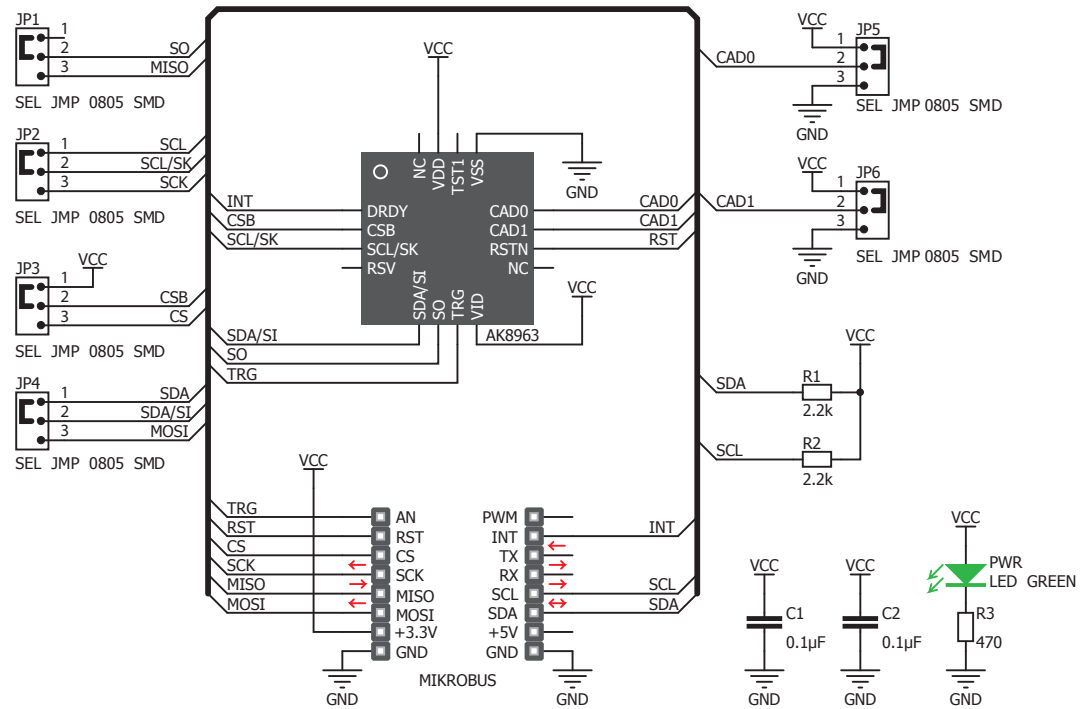 JP1
1
2 SO
3 MISO
SEL JMP 0805 SMD
JP2
1 SCL
2 SCL/SK
3 SCK
SEL JMP 0805 SMD
VCC
JP3
1
2 CSB
3 CS
SEL JMP 0805 SMD
JP4
1 SDA
2 SDA/SI
3 MOSI
SEL JMP 0805 SMD
VCC
NC
VDD
TST1
VSS
GND
INT DRDY
CSB CSB
SCL/SK SCL/SK
RSV
CAD0 CAD0
CAD1 CAD1
RSTN RST
NC
SDA/SI
SO
TRG
VID
VCC
AK8963
SDA/SI
SO
TRG
VCC
JP5
1
CAD0 2
3
SEL JMP 0805 SMD
GND
VCC
JP6
1
CAD1 2
3
SEL JMP 0805 SMD
GND
VCC
SDA R1
2.2k
SCL R2
2.2k
VCC
TRG AN
RST RST
CS CS
SCK SCK
MISO MISO
MOSI MOSI
+3.3V
GND
GND
PWM
INT INT
TX
RX
SCL SCL
SDA SDA
+5V
GND
GND
MIKROBUS
VCC
C1
0.1µF
GND
VCC
C2
0.1µF
GND
VCC
PWR
LED GREEN
R3
470
GND